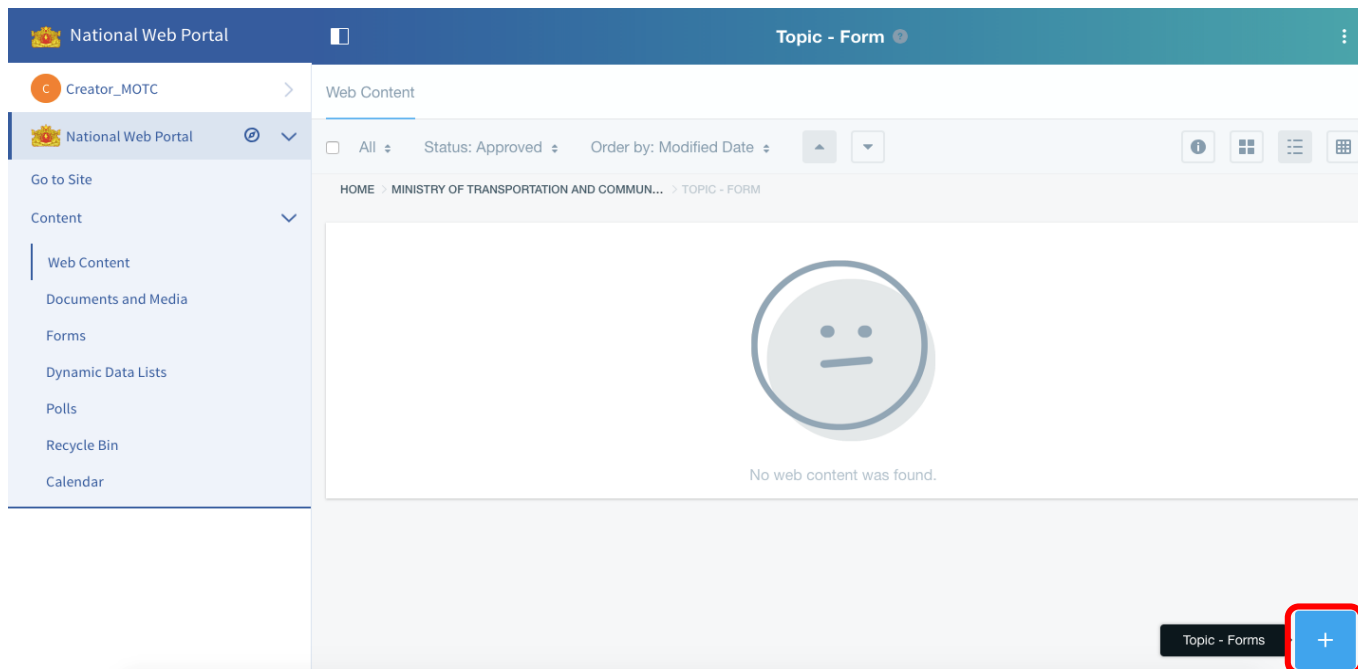 National Web Portal
Topic - Form ?
C Creator_MOTC
Web Content
National Web Portal
All Status: Approved Order by: Modified Date
Go to Site
HOME > MINISTRY OF TRANSPORTATION AND COMMUN... > TOPIC - FORM
Content
Web Content
Documents and Media
Forms
Dynamic Data Lists
Polls
Recycle Bin
Calendar
No web content was found.
Topic - Forms +